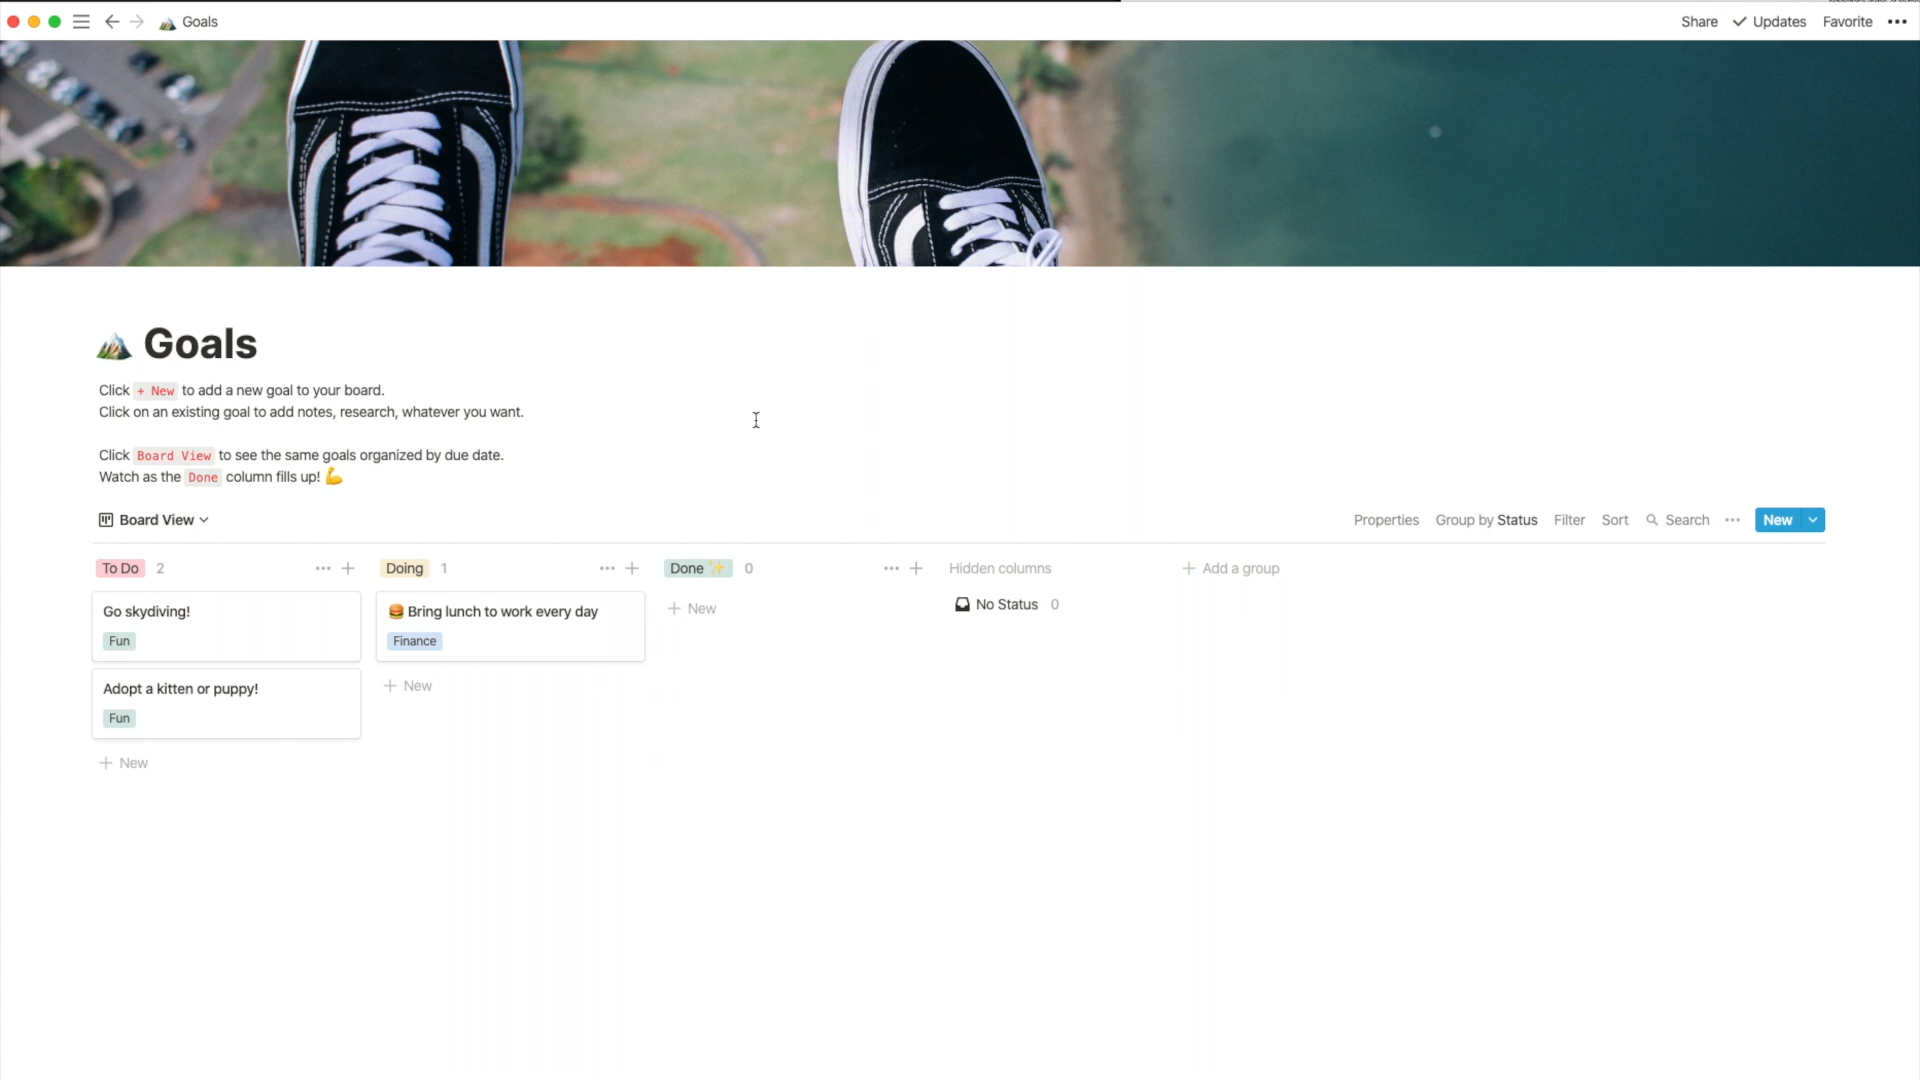 Goals
Share Updates Favorite
Goals
Click + New to add a new goal to your board.
Click on an existing goal to add notes, research, whatever you want.
Click Board View to see the same goals organized by due date.
Watch as the Done column fills up! 💪
Board View
Properties Group by Status Filter Sort Search New
To Do 2
Doing 1
Done ✨ 0
Hidden columns
+ Add a group
Go skydiving!
Fun
Adopt a kitten or puppy!
Fun
+ New
🍔 Bring lunch to work every day
Finance
+ New
+ New
No Status 0